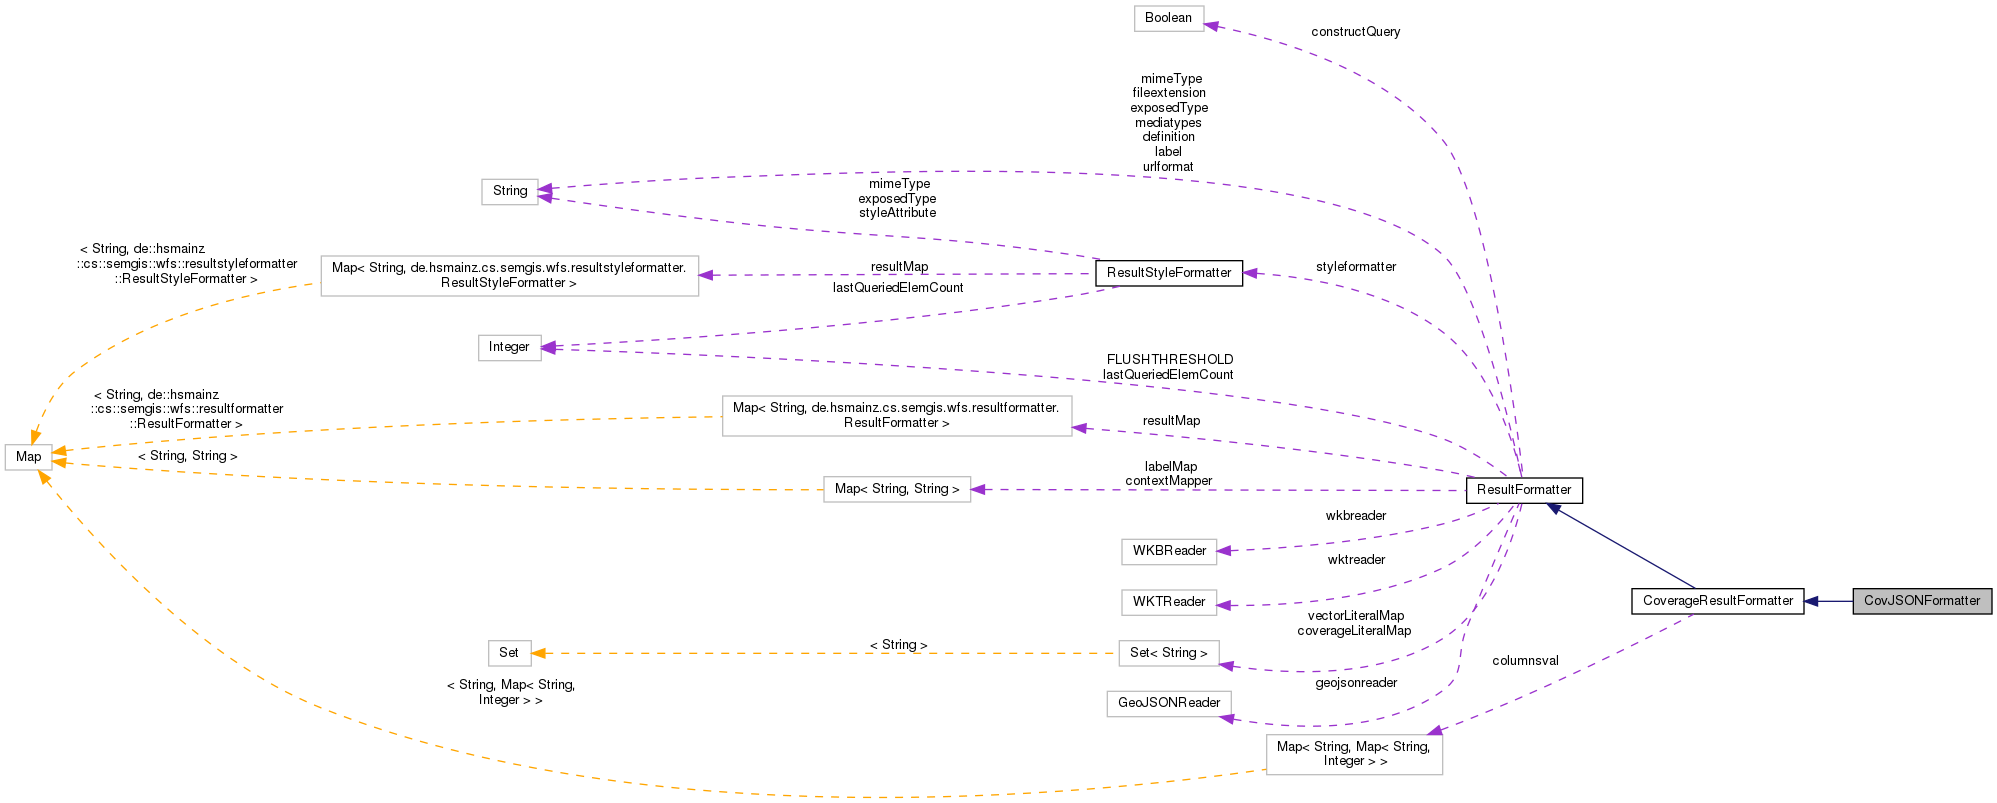 Boolean
constructQuery
mimeType
fileextension
exposedType
mediatypes
definition
label
urlformat
String
mimeType
exposedType
styleAttribute
< String, de::hsmainz
::cs::semgis::wfs::resultstyleformatter
::ResultStyleFormatter >
Map< String, de.hsmainz.cs.semgis.wfs.resultstyleformatter.
ResultStyleFormatter >
resultMap
lastQueriedElemCount
ResultStyleFormatter
styleformatter
Integer
FLUSHTHRESHOLD
lastQueriedElemCount
< String, de::hsmainz
::cs::semgis::wfs::resultformatter
::ResultFormatter >
Map< String, de.hsmainz.cs.semgis.wfs.resultformatter.
ResultFormatter >
resultMap
Map
< String, String >
Map< String, String >
labelMap
contextMapper
ResultFormatter
wkbreader
WKBReader
wktreader
WKTReader
CoverageResultFormatter
CovJSONFormatter
vectorLiteralMap
coverageLiteralMap
Set
< String >
Set< String >
columnsval
< String, Map< String,
Integer > >
geojsonreader
GeoJSONReader
Map< String, Map< String,
Integer > >